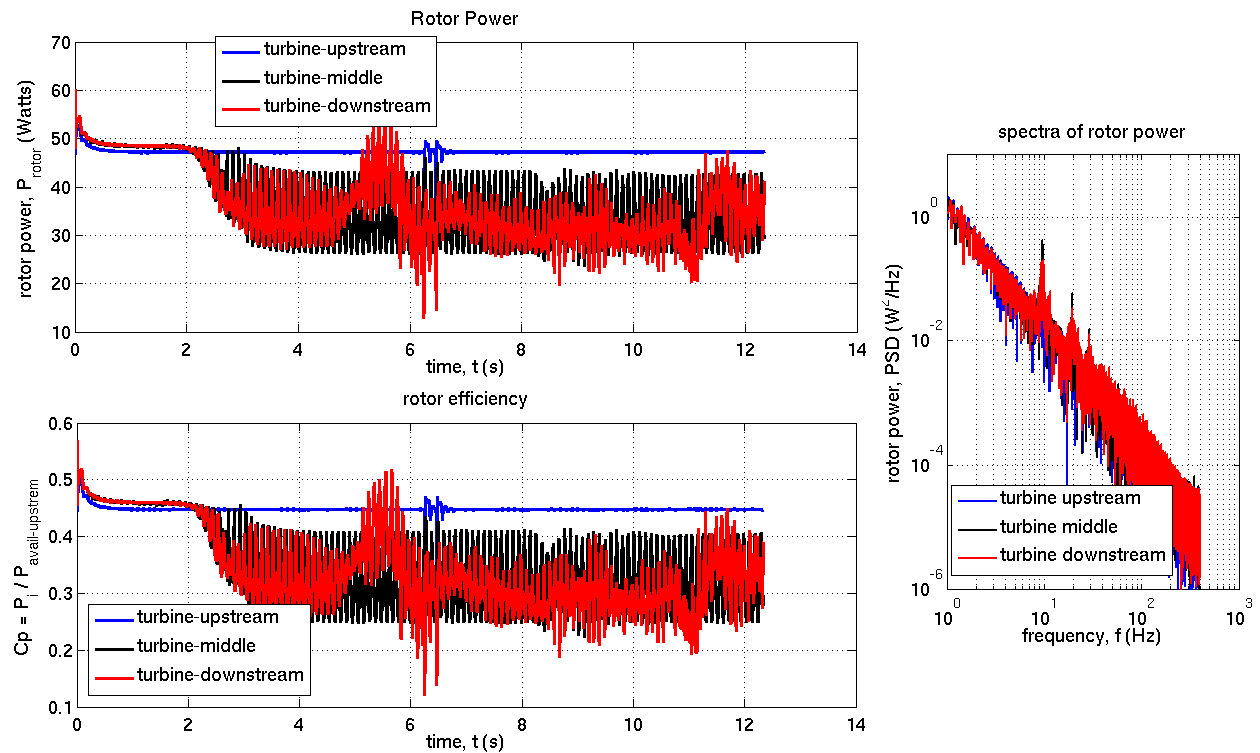 Rotor Power
70
60
50
40
30
20
10
rotor power, P_rotor (Watts)
turbine-upstream
turbine-middle
turbine-downstream
0 2 4 6 8 10 12 14
time, t (s)
rotor efficiency
0.6
0.5
0.4
0.3
0.2
0.1
Cp = P_i / P_avail-upstrem
turbine-upstream
turbine-middle
turbine-downstream
0 2 4 6 8 10 12 14
time, t (s)
spectra of rotor power
10^0
10^-2
10^-4
10^-6
rotor power, PSD (W^2/Hz)
turbine upstream
turbine middle
turbine downstream
10^0 10^1 10^2 10^3
frequency, f (Hz)